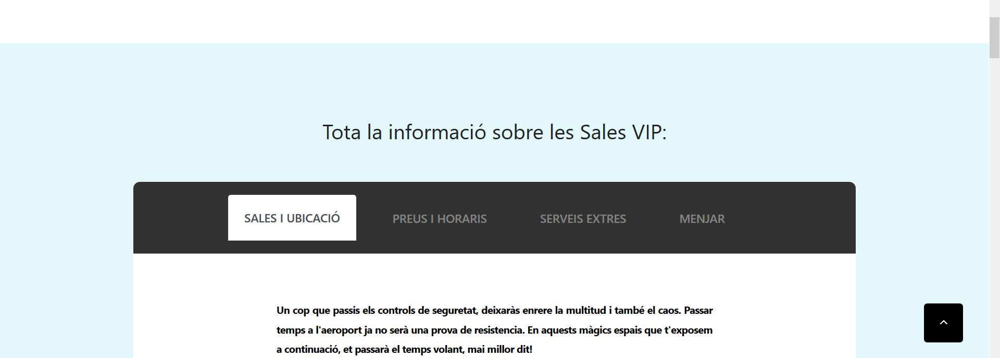 Tota la informació sobre les Sales VIP:
SALES I UBICACIÓ
PREUS I HORARIS
SERVEIS EXTRES
MENJAR
Un cop que passis els controls de seguretat, deixaràs enrere la multitud i també el caos. Passar
temps a l'aeroport ja no serà una prova de resistencia. En aquests màgics espais que t'exposem
a continuació, et passarà el temps volant, mai millor dit!